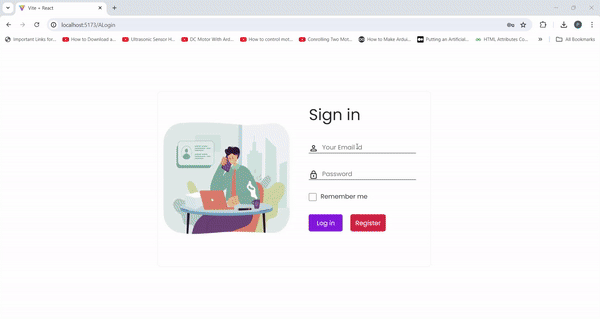 Vite + React
localhost:5173/ALogin
Important Links for...
How to Download a...
Ultrasonic Sensor H...
DC Motor With Ard...
How to control mot...
Controlling Two Mot...
How to Make Ardui...
Putting an Artificial...
HTML Attributes Co...
»
All Bookmarks
Sign in
Your Email Id
Password
Remember me
Log in
Register